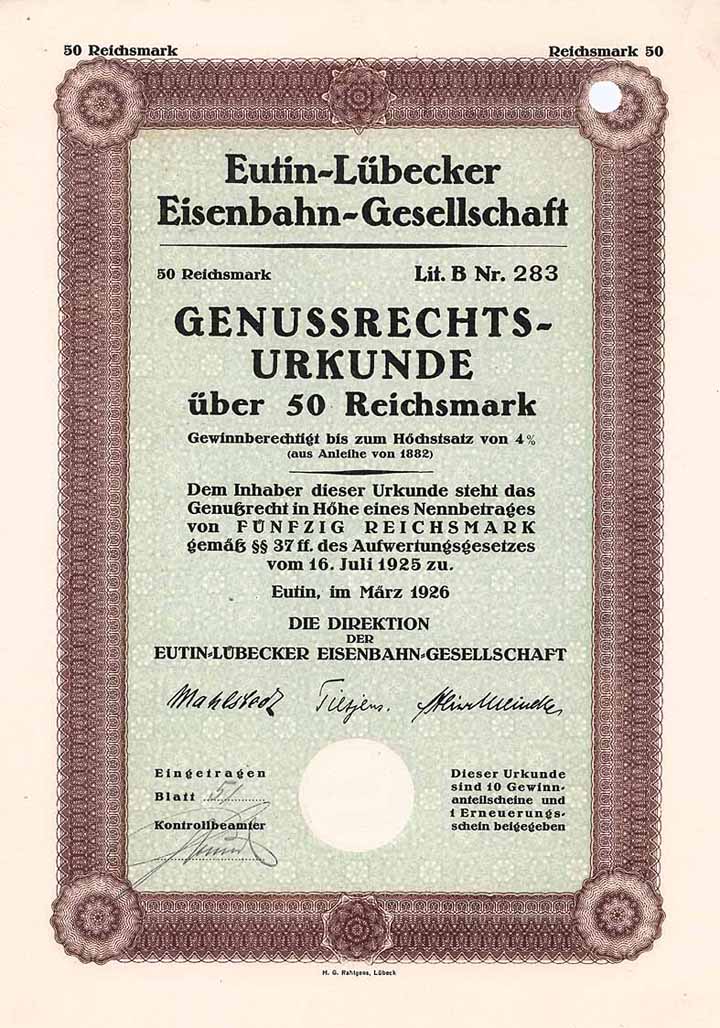 50 Reichsmark
Reichsmark 50
Eutin-Lübecker
Eisenbahn-Gesellschaft
50 Reichsmark
Lit. B Nr. 283
GENUSSRECHTS-
URKUNDE
über 50 Reichsmark
Gewinnberechtigt bis zum Höchstsatz von 4%
(aus Anleihe von 1882)
Dem Inhaber dieser Urkunde steht das
Genußrecht in Höhe eines Nennbetrages
von FÜNFZIG REICHSMARK
gemäß §§ 37 ff. des Aufwertungsgesetzes
vom 16. Juli 1925 zu.
Eutin, im März 1926
DIE DIREKTION
DER
EUTIN-LÜBECKER EISENBAHN-GESELLSCHAFT
Mahlstedt Tietjens.
Eingetragen
Blatt 51
Kontrollbeamter
Dieser Urkunde
sind 10 Gewinn-
anteilscheine und
1 Erneuerungs-
schein beigegeben
H. G. Rahtgens, Lübeck